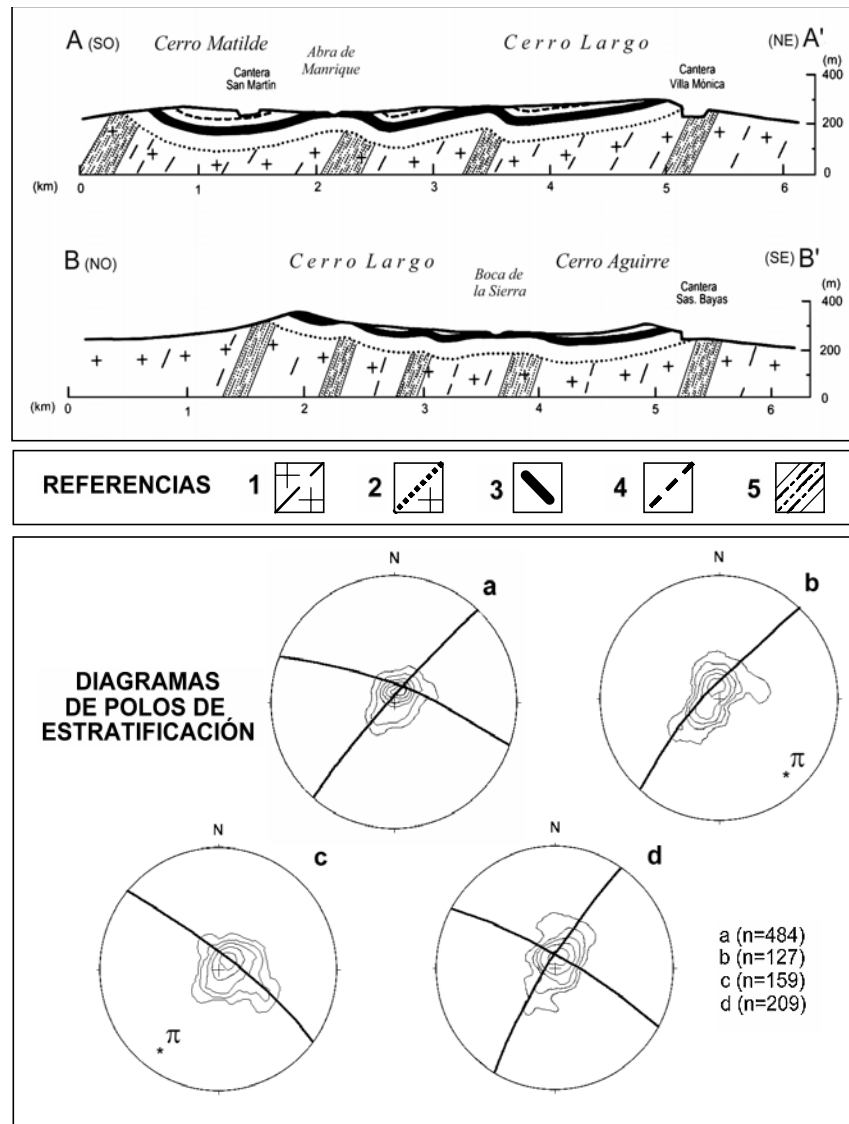 A (SO) Cerro Matilde Abra de Manrique Cerro Largo (NE) A'
Cantera San Martín
Cantera Villa Mónica
(m)
400
200
0
(km) 0 1 2 3 4 5 6
B (NO) Cerro Largo Boca de la Sierra Cerro Aguirre (SE) B'
Cantera Sas. Bayas
(m)
400
200
0
(km) 0 1 2 3 4 5 6
REFERENCIAS 1 2 3 4 5
DIAGRAMAS
DE POLOS DE
ESTRATIFICACIÓN
N
a
N
b
π
N
c
π
N
d
a (n=484)
b (n=127)
c (n=159)
d (n=209)